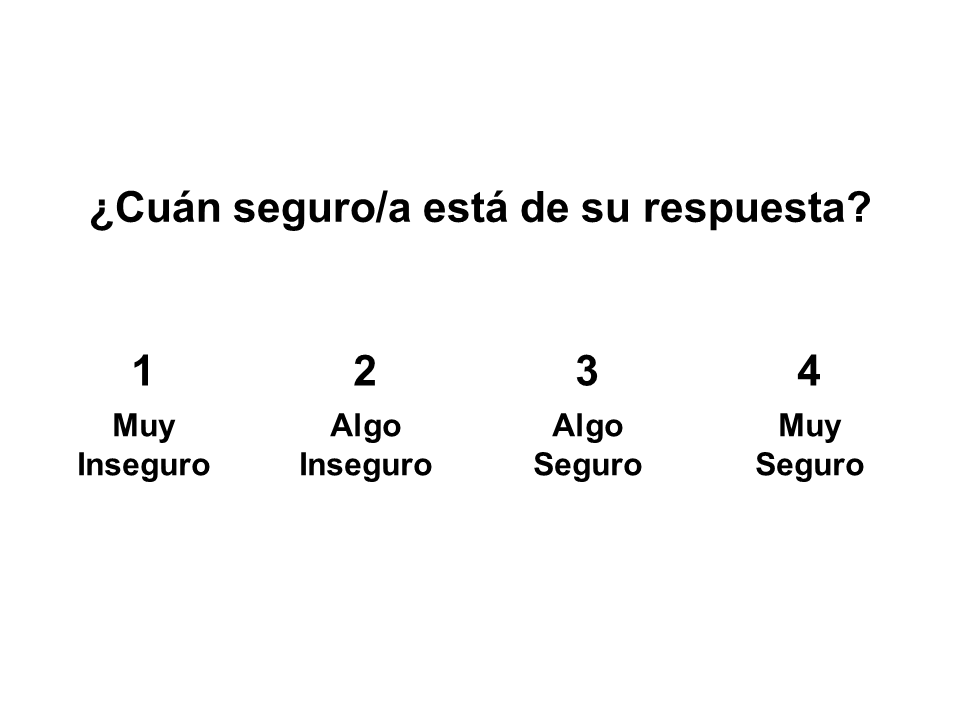 ¿Cuán seguro/a está de su respuesta?
1 2 3 4
Muy Algo Algo Muy
Inseguro Inseguro Seguro Seguro